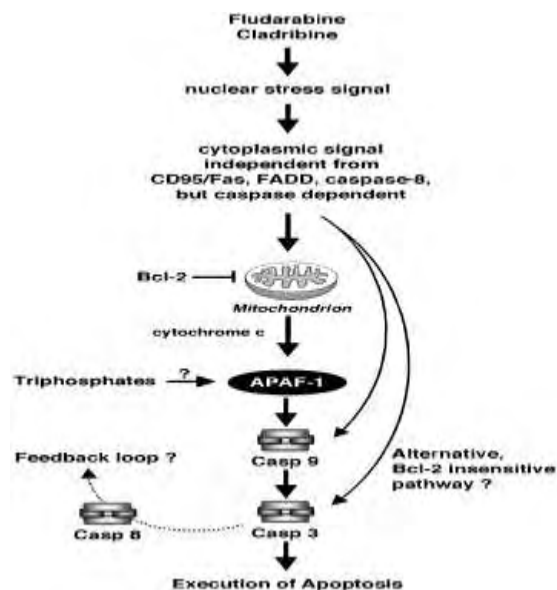 Fludarabine
Cladribine
nuclear stress signal
cytoplasmic signal
independent from
CD95/Fas, FADD, caspase-8,
but caspase dependent
Bcl-2
Mitochondrion
cytochrome c
Triphosphates
?
APAF-1
Casp 9
Feedback loop ?
Alternative,
Bcl-2 insensitive
pathway ?
Casp 8
Casp 3
Execution of Apoptosis